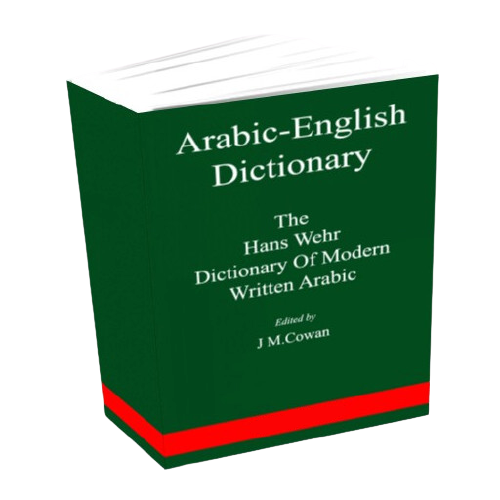 Arabic-English
Dictionary
The
Hans Wehr
Dictionary Of Modern
Written Arabic
Edited by
J M.Cowan